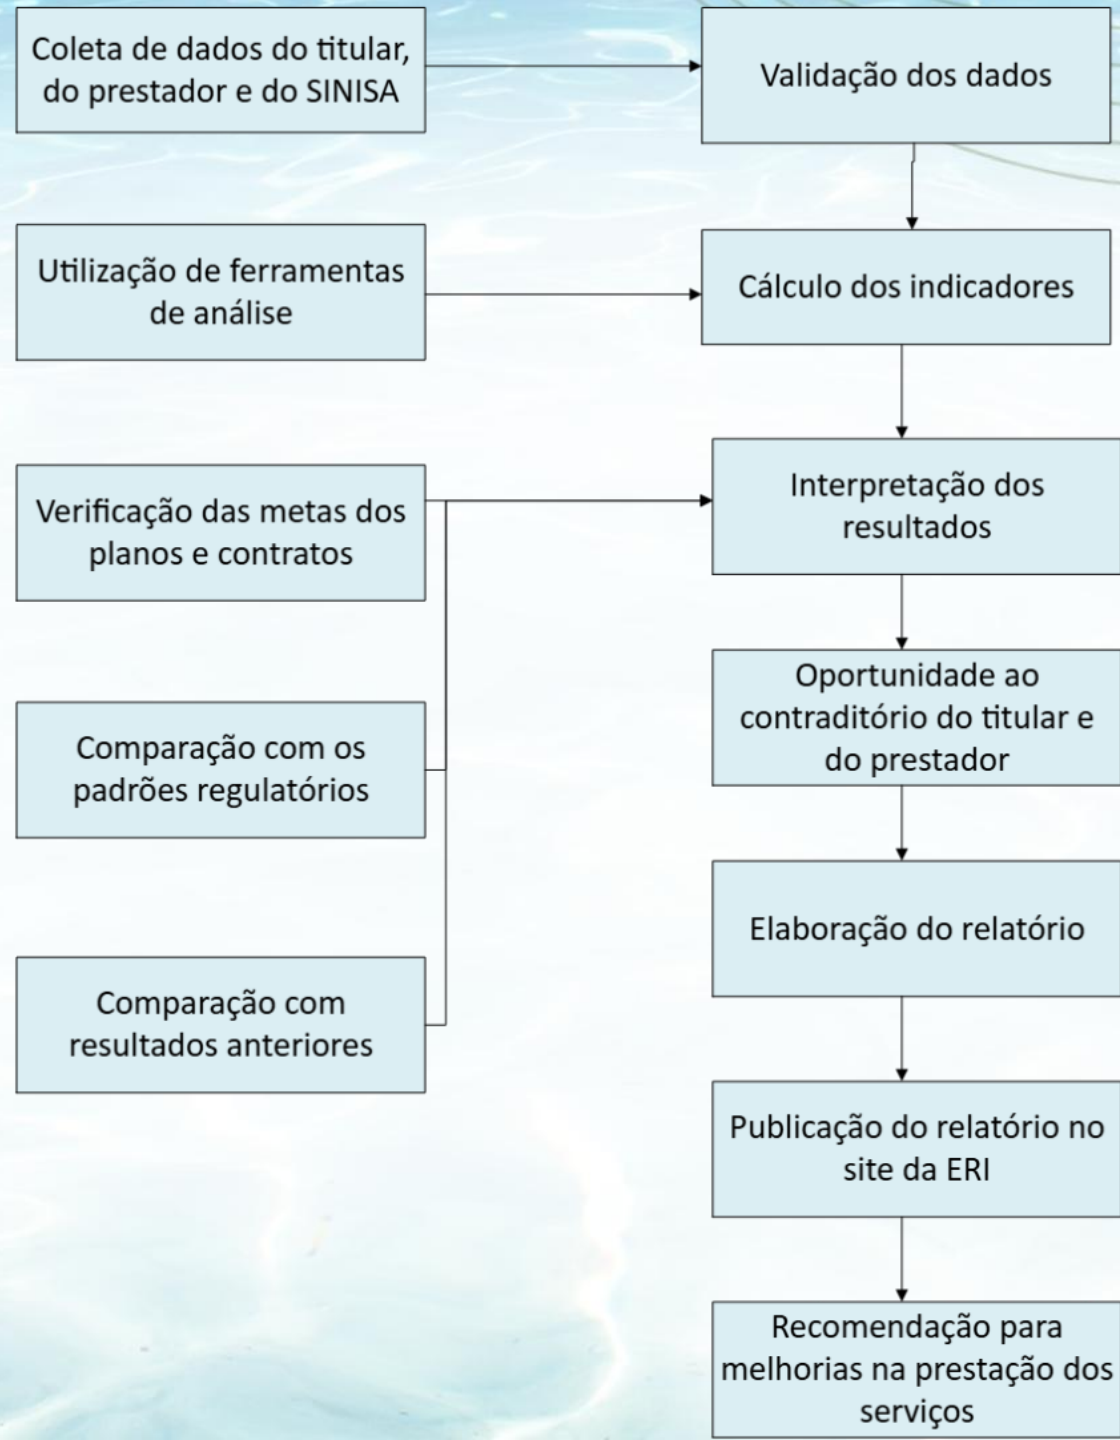 Coleta de dados do titular,
do prestador e do SINISA
Validação dos dados
Utilização de ferramentas
de análise
Cálculo dos indicadores
Verificação das metas dos
planos e contratos
Interpretação dos
resultados
Comparação com os
padrões regulatórios
Oportunidade ao
contraditório do titular e
do prestador
Comparação com
resultados anteriores
Elaboração do relatório
Publicação do relatório no
site da ERI
Recomendação para
melhorias na prestação dos
serviços